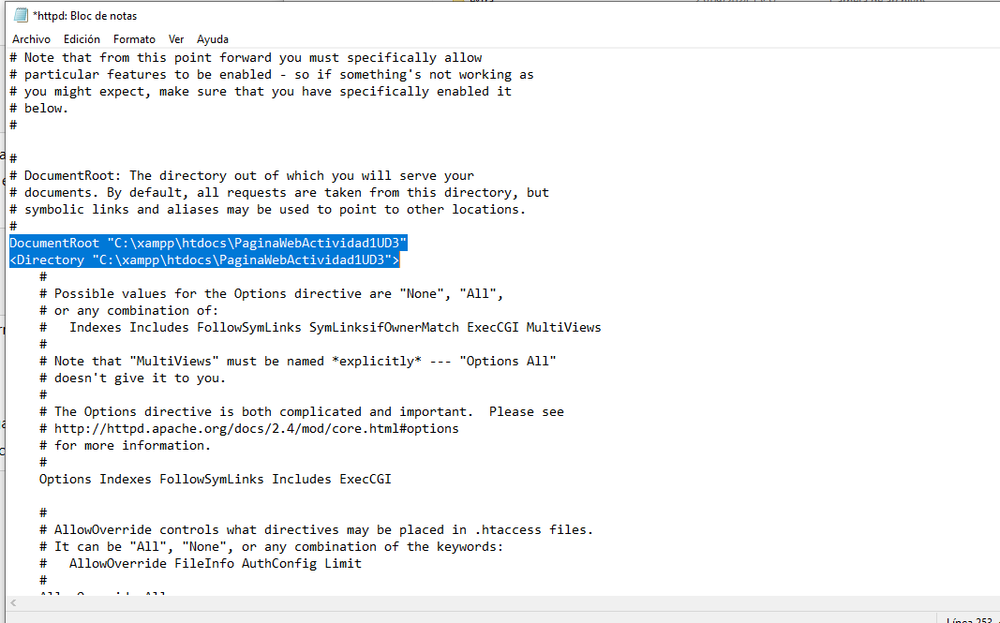 *httpd: Bloc de notas
Archivo Edición Formato Ver Ayuda
# Note that from this point forward you must specifically allow
# particular features to be enabled - so if something's not working as
# you might expect, make sure that you have specifically enabled it
# below.
#
#
# DocumentRoot: The directory out of which you will serve your
# documents. By default, all requests are taken from this directory, but
# symbolic links and aliases may be used to point to other locations.
#
DocumentRoot "C:\xampp\htdocs\PaginaWebActividad1UD3"
<Directory "C:\xampp\htdocs\PaginaWebActividad1UD3">
#
# Possible values for the Options directive are "None", "All",
# or any combination of:
#   Indexes Includes FollowSymLinks SymLinksifOwnerMatch ExecCGI MultiViews
#
# Note that "MultiViews" must be named *explicitly* --- "Options All"
# doesn't give it to you.
#
# The Options directive is both complicated and important.  Please see
# http://httpd.apache.org/docs/2.4/mod/core.html#options
# for more information.
#
Options Indexes FollowSymLinks Includes ExecCGI
#
# AllowOverride controls what directives may be placed in .htaccess files.
# It can be "All", "None", or any combination of the keywords:
#   AllowOverride FileInfo AuthConfig Limit
#
AllowOverride All
Línea 253